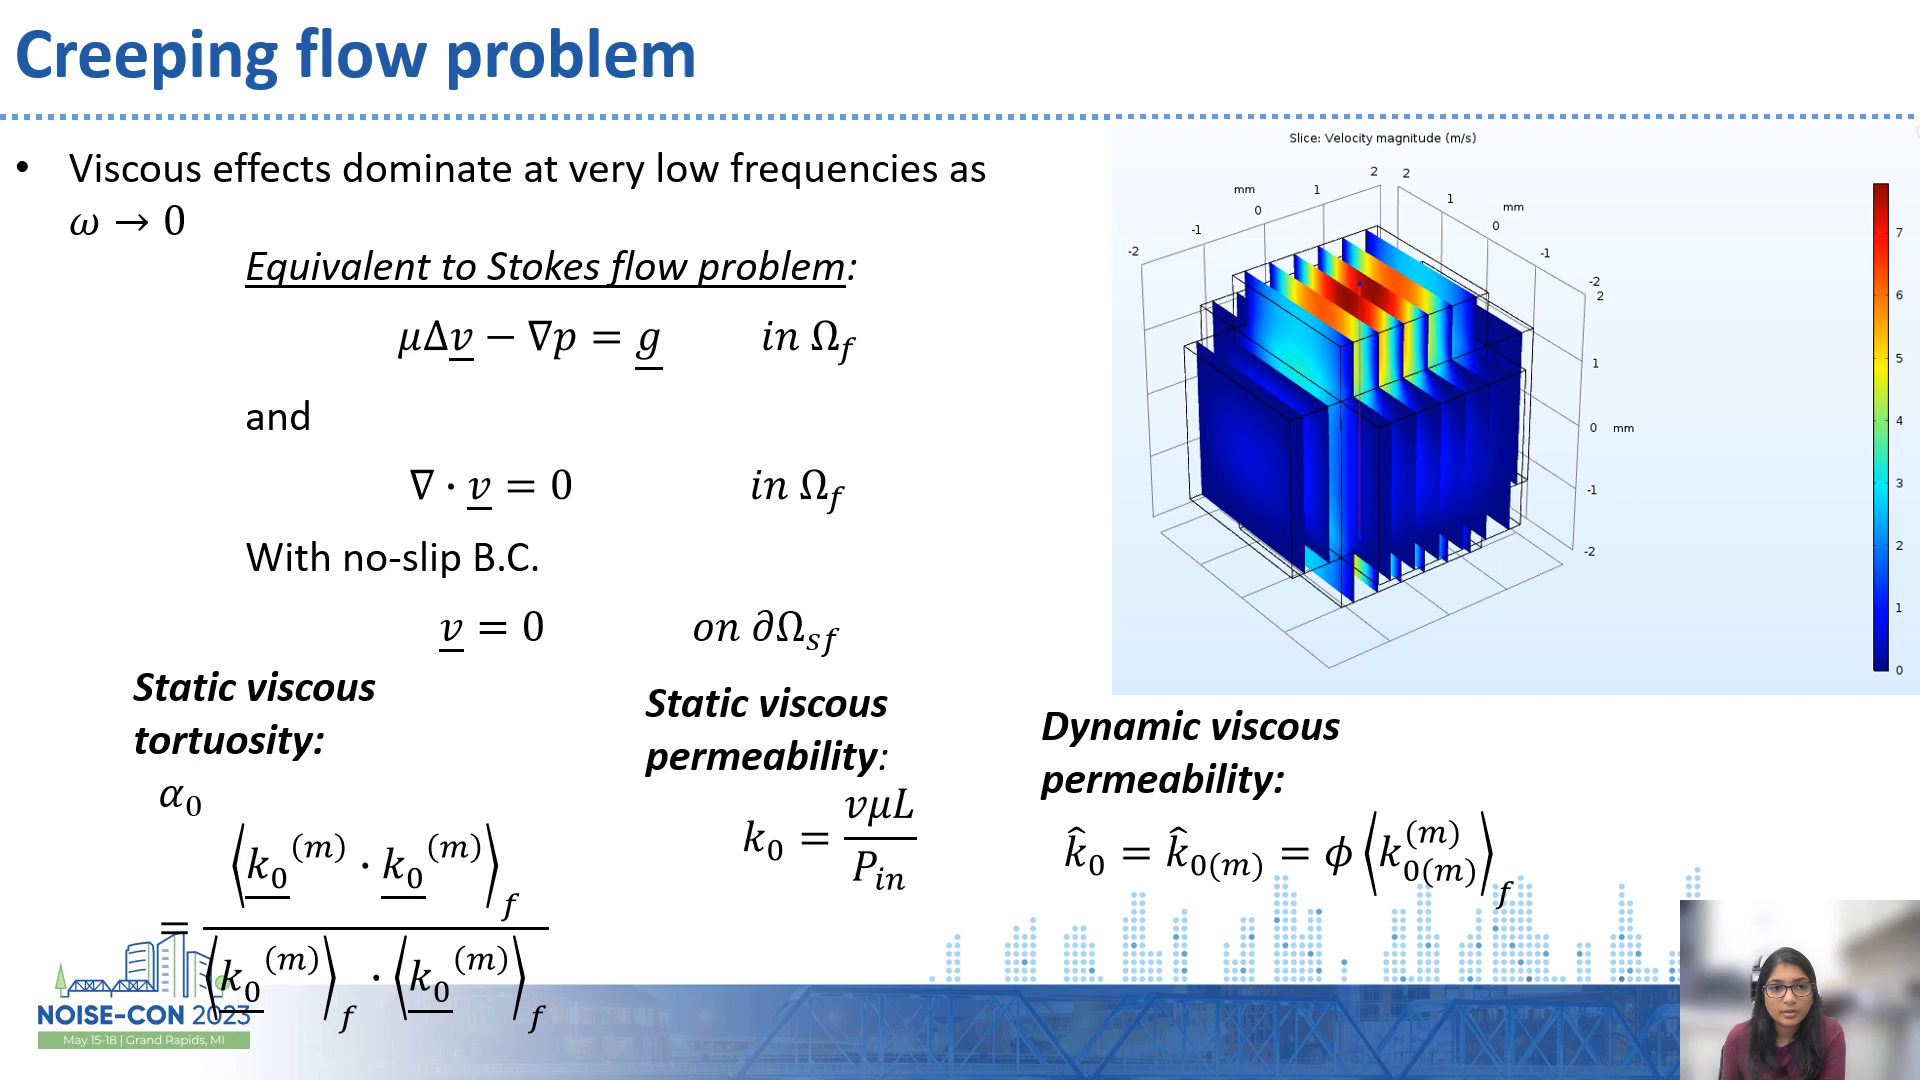 Creeping flow problem
• Viscous effects dominate at very low frequencies as
ω → 0
Equivalent to Stokes flow problem:
μΔv − ∇p = g in Ω_f
and
∇ · v = 0 in Ω_f
With no-slip B.C.
v = 0 on ∂Ω_sf
Static viscous
tortuosity:
α_0
= ⟨k_0^(m) · k_0^(m)⟩_f / ⟨k_0^(m)⟩_f · ⟨k_0^(m)⟩_f
Static viscous
permeability:
k_0 = vμL / P_in
Dynamic viscous
permeability:
k̂_0 = k̂_0(m) = ϕ⟨k_0(m)^(m)⟩_f
Slice: Velocity magnitude (m/s)
2 2
mm 1 1 mm
0 0
-1 -1
-2 -2
2
1
0 mm
-1
-2
7
6
5
4
3
2
1
0
NOISE-CON 2023
May 15-18 | Grand Rapids, MI